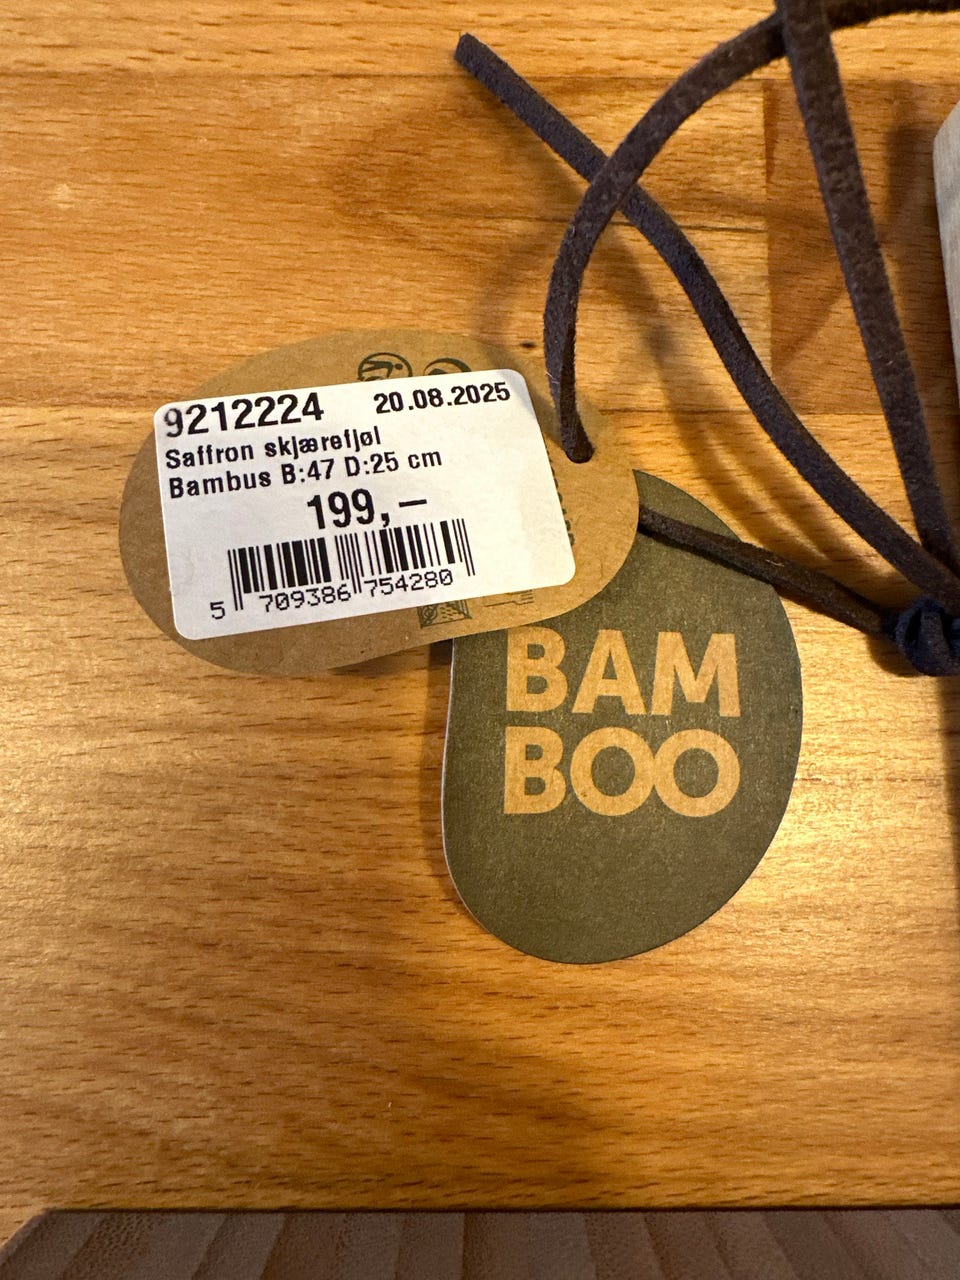 9212224 20.08.2025
Saffron skjærefjøl
Bambus B:47 D:25 cm
199,–
5 709386 754280
BAM
BOO